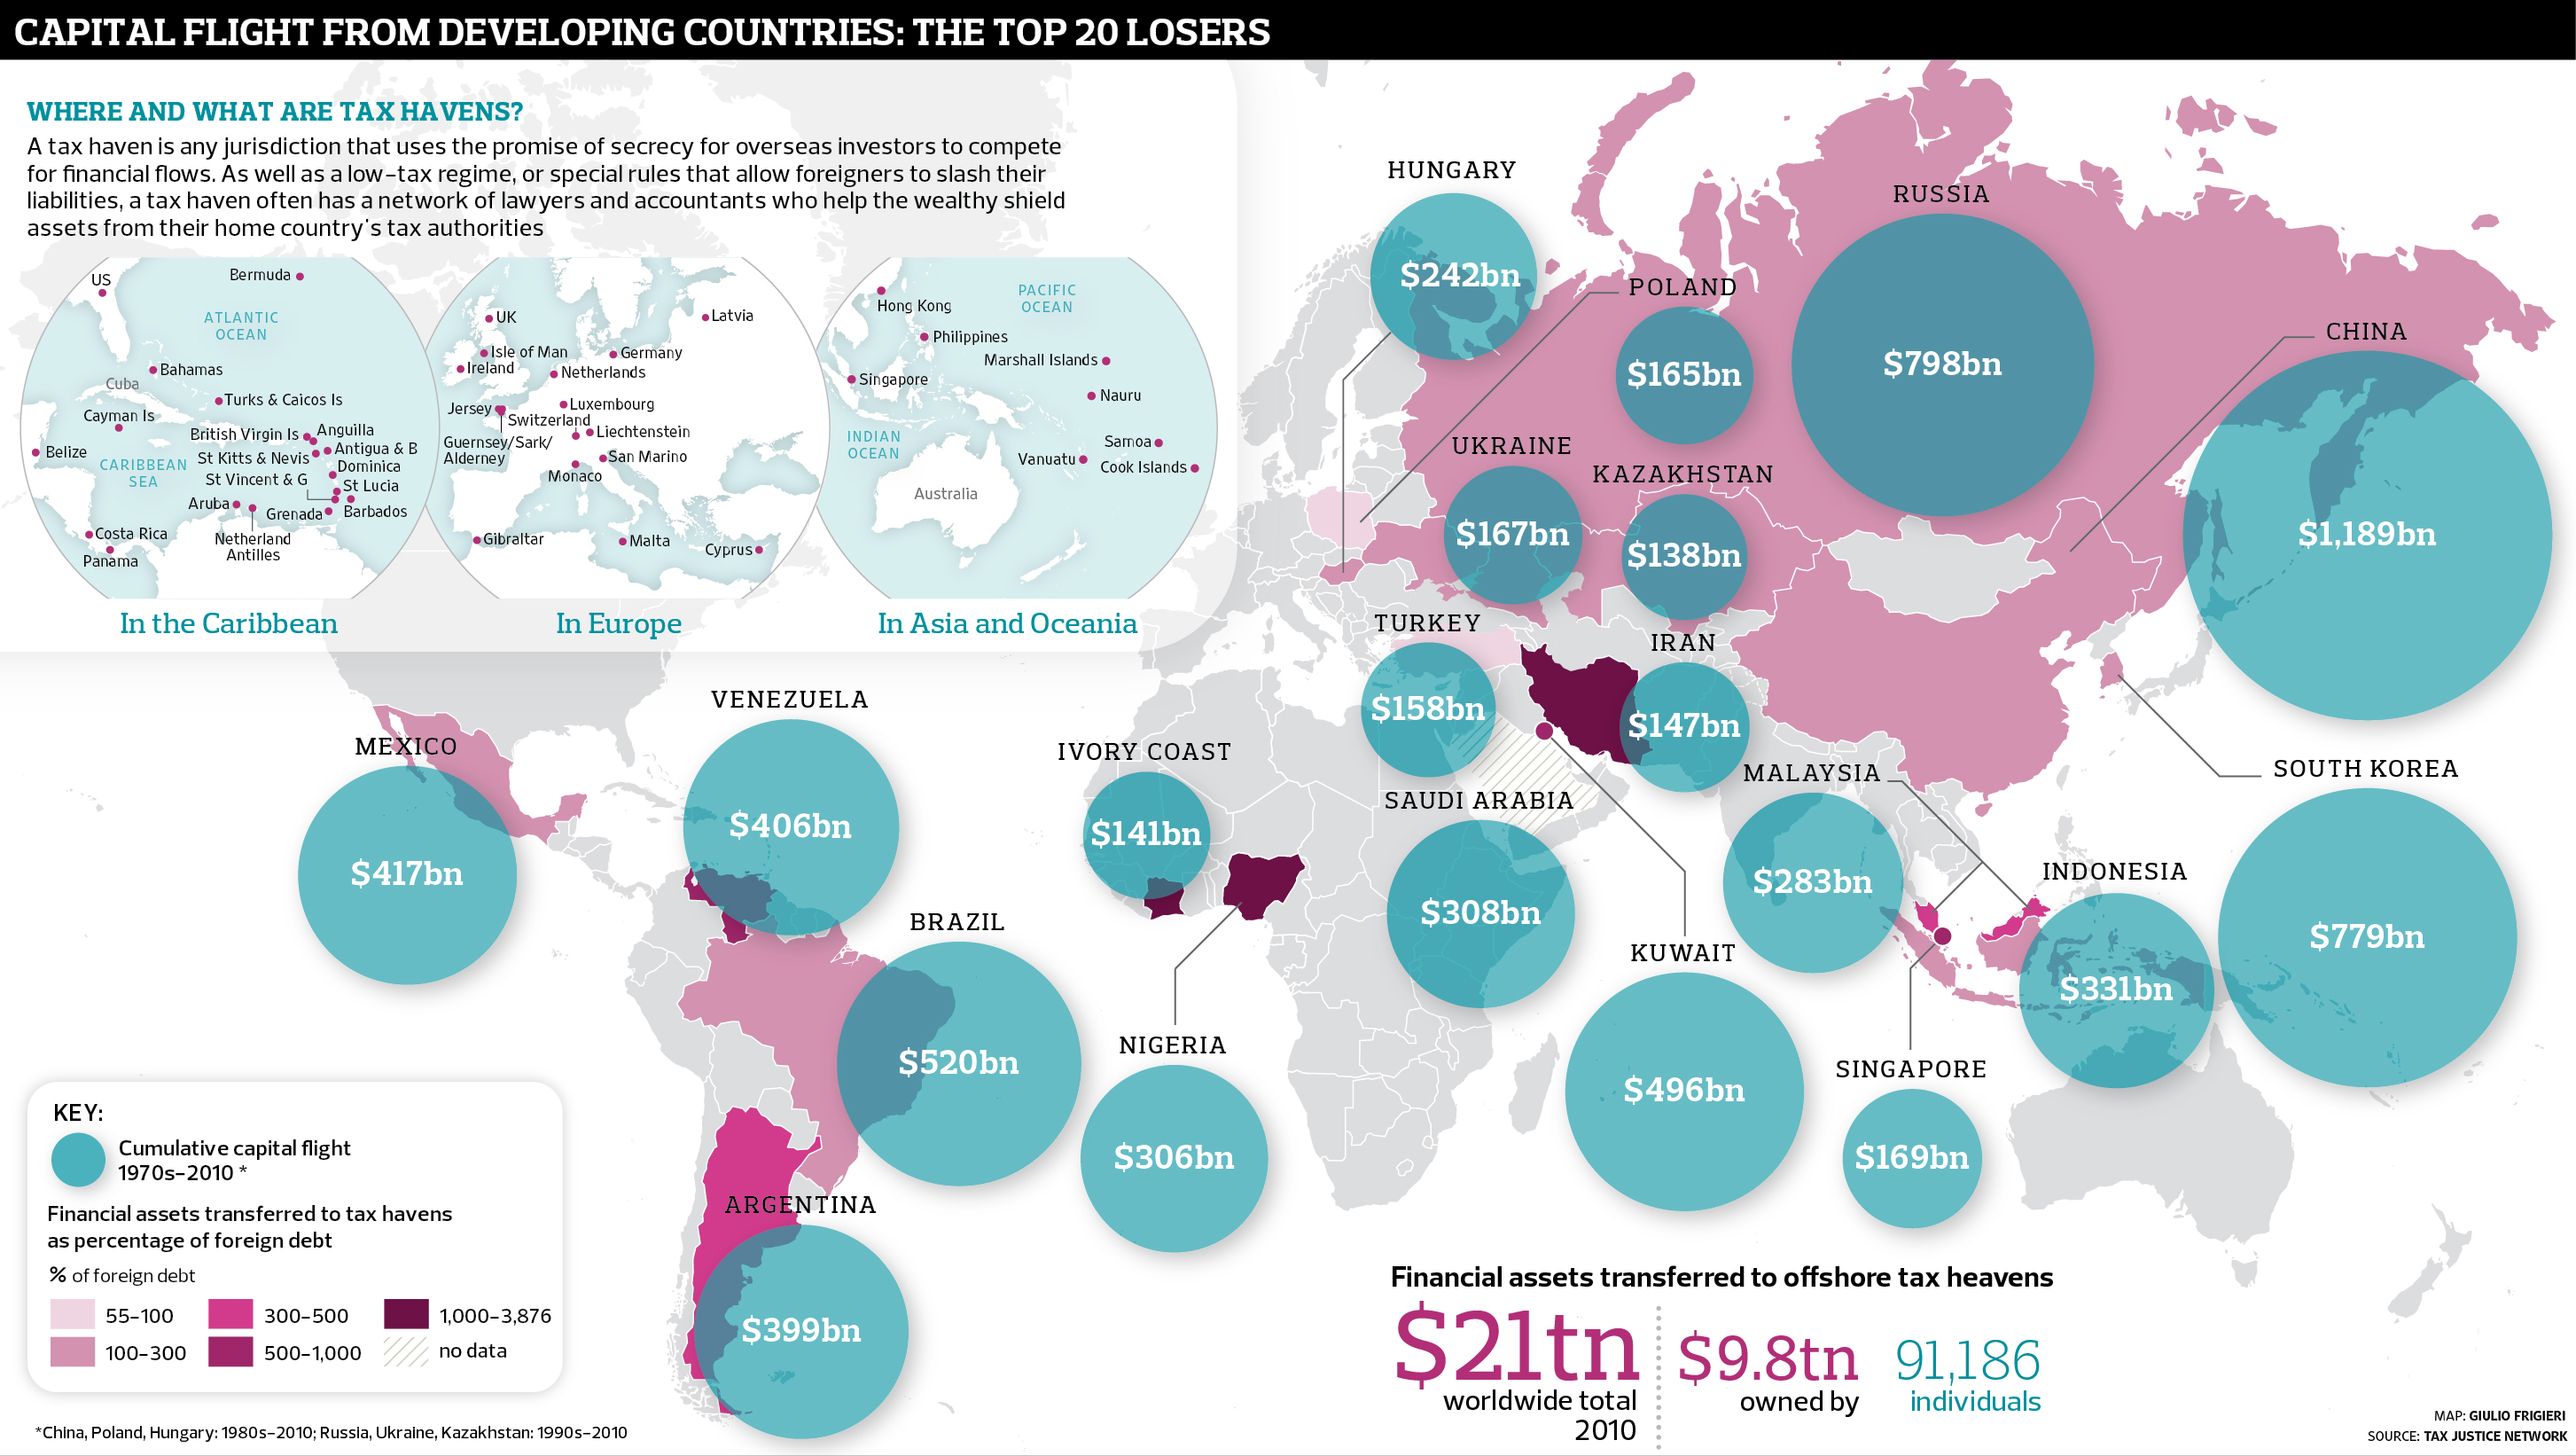 CAPITAL FLIGHT FROM DEVELOPING COUNTRIES: THE TOP 20 LOSERS
WHERE AND WHAT ARE TAX HAVENS?
A tax haven is any jurisdiction that uses the promise of secrecy for overseas investors to compete
for financial flows. As well as a low-tax regime, or special rules that allow foreigners to slash their
liabilities, a tax haven often has a network of lawyers and accountants who help the wealthy shield
assets from their home country's tax authorities
US
Bermuda
ATLANTIC
OCEAN
Bahamas
Cuba
Turks & Caicos Is
Cayman Is
British Virgin Is
Anguilla
Antigua & B
Belize
CARIBBEAN
SEA
St Kitts & Nevis
Dominica
St Vincent & G
St Lucia
Aruba
Grenada
Barbados
Costa Rica
Netherland
Antilles
Panama
In the Caribbean
UK
Latvia
Isle of Man
Germany
Ireland
Netherlands
Jersey
Luxembourg
Switzerland
Guernsey/Sark/
Alderney
Liechtenstein
San Marino
Monaco
Gibraltar
Malta
Cyprus
In Europe
Hong Kong
PACIFIC
OCEAN
Philippines
Marshall Islands
Singapore
Nauru
INDIAN
OCEAN
Samoa
Vanuatu
Cook Islands
Australia
In Asia and Oceania
HUNGARY
$242bn
RUSSIA
$798bn
POLAND
$165bn
CHINA
$1,189bn
UKRAINE
$167bn
KAZAKHSTAN
$138bn
TURKEY
$158bn
IRAN
$147bn
VENEZUELA
$406bn
MEXICO
$417bn
IVORY COAST
$141bn
SAUDI ARABIA
$308bn
MALAYSIA
$283bn
SOUTH KOREA
$779bn
INDONESIA
$331bn
BRAZIL
$520bn
KUWAIT
$496bn
NIGERIA
$306bn
SINGAPORE
$169bn
ARGENTINA
$399bn
KEY:
Cumulative capital flight
1970s-2010 *
Financial assets transferred to tax havens
as percentage of foreign debt
% of foreign debt
55-100
300-500
1,000-3,876
100-300
500-1,000
no data
*China, Poland, Hungary: 1980s-2010; Russia, Ukraine, Kazakhstan: 1990s-2010
Financial assets transferred to offshore tax heavens
$21tn
worldwide total
2010
$9.8tn
owned by
91,186
individuals
MAP: GIULIO FRIGIERI
SOURCE: TAX JUSTICE NETWORK